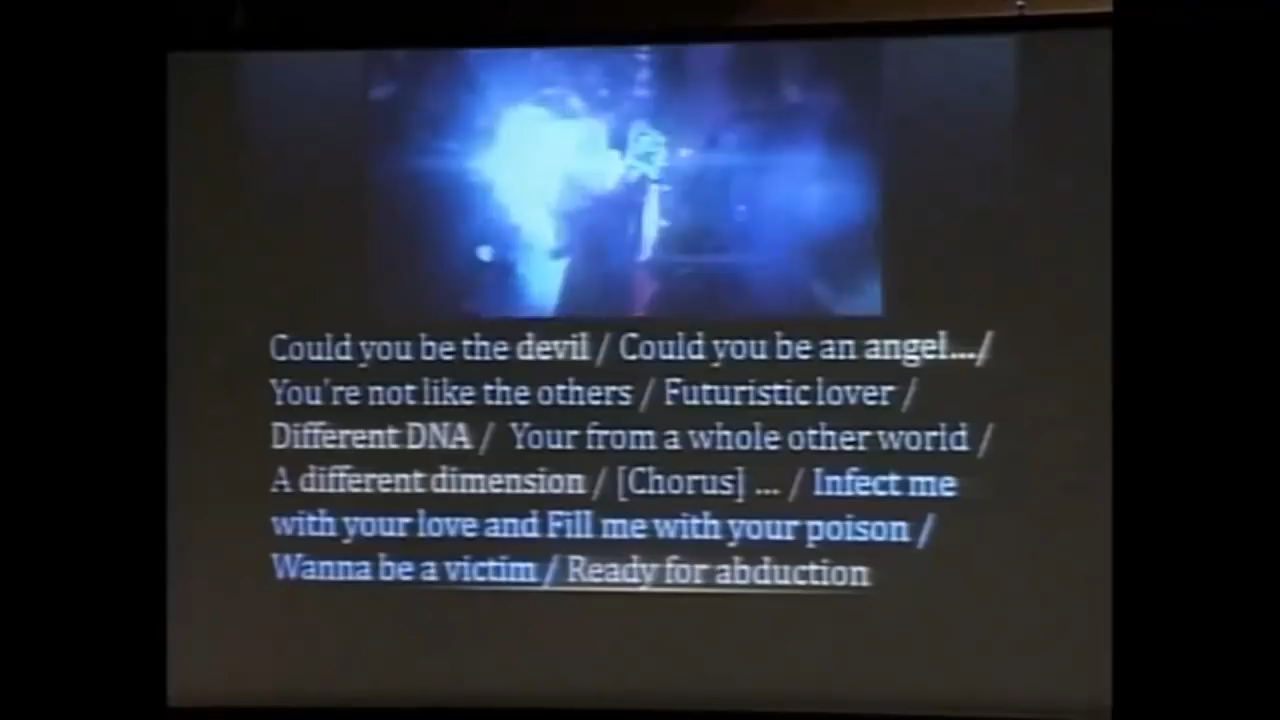 Could you be the devil / Could you be an angel.../
You're not like the others / Futuristic lover /
Different DNA / Your from a whole other world /
A different dimension / [Chorus] ... / Infect me
with your love and Fill me with your poison /
Wanna be a victim / Ready for abduction